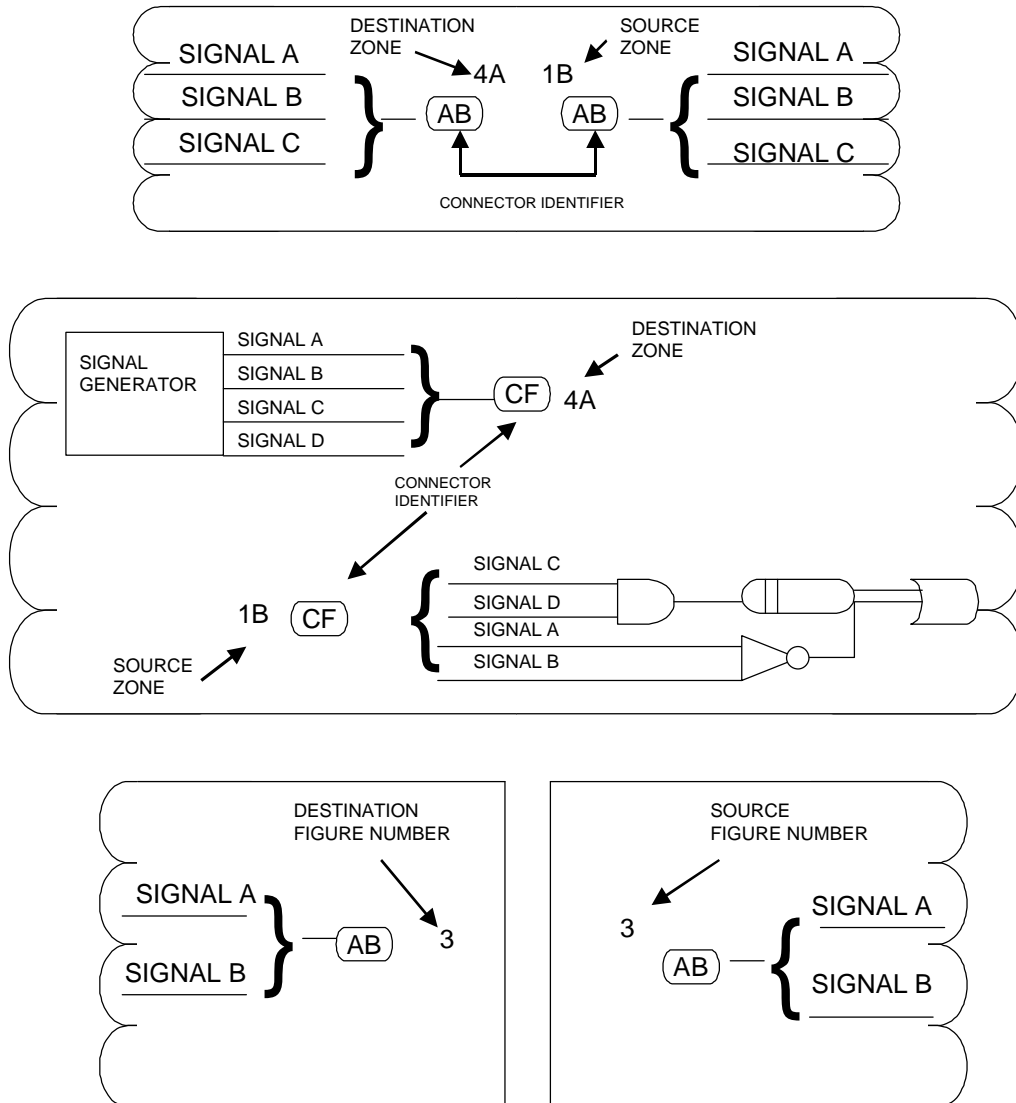 DESTINATION
ZONE
SOURCE
ZONE
SIGNAL A
4A
1B
SIGNAL A
SIGNAL B
AB
AB
SIGNAL B
SIGNAL C
SIGNAL C
CONNECTOR IDENTIFIER
SIGNAL
GENERATOR
SIGNAL A
SIGNAL B
SIGNAL C
SIGNAL D
CF
4A
DESTINATION
ZONE
CONNECTOR
IDENTIFIER
1B
CF
SOURCE
ZONE
SIGNAL C
SIGNAL D
SIGNAL A
SIGNAL B
DESTINATION
FIGURE NUMBER
SIGNAL A
SIGNAL B
AB
3
SOURCE
FIGURE NUMBER
3
AB
SIGNAL A
SIGNAL B